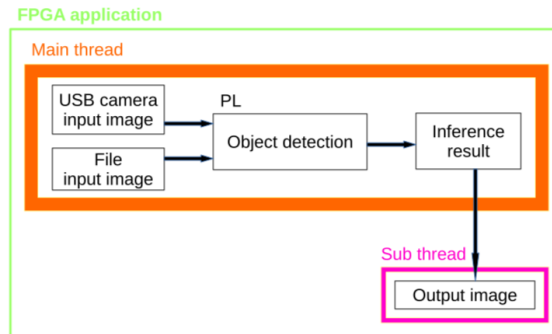 FPGA application
Main thread
USB camera
input image
PL
Object detection
Inference
result
File
input image
Sub thread
Output image